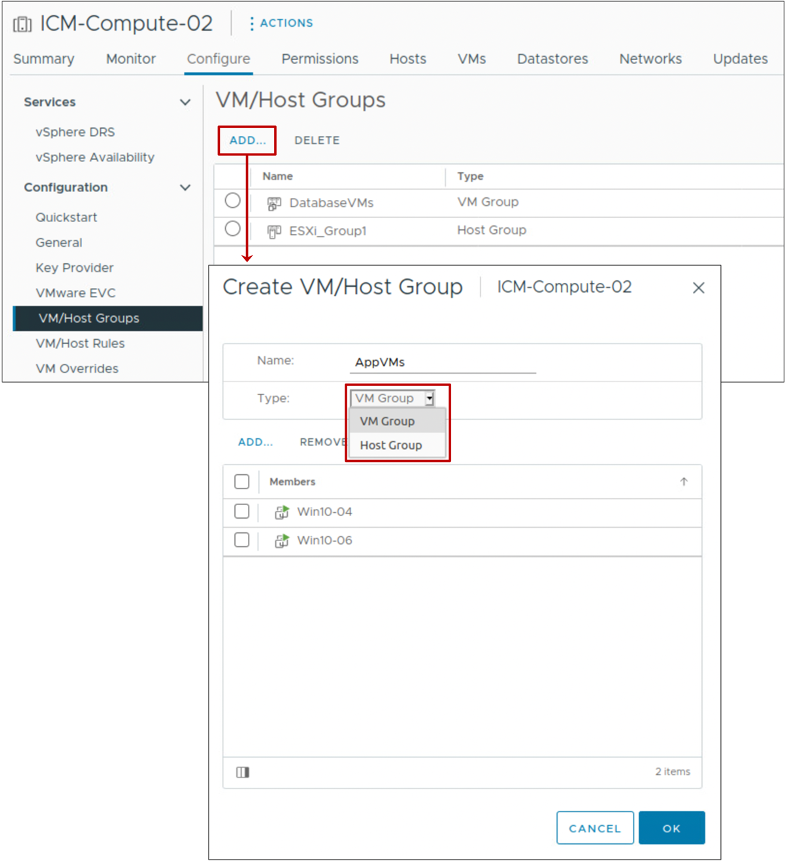 ICM-Compute-02 ACTIONS
Summary Monitor Configure Permissions Hosts VMs Datastores Networks Updates
Services
vSphere DRS
vSphere Availability
Configuration
Quickstart
General
Key Provider
VMware EVC
VM/Host Groups
VM/Host Rules
VM Overrides
VM/Host Groups
ADD... DELETE
Name Type
DatabaseVMs VM Group
ESXi_Group1 Host Group
Create VM/Host Group ICM-Compute-02
Name: AppVMs
Type: VM Group
VM Group
Host Group
ADD... REMOVE
Members
Win10-04
Win10-06
2 items
CANCEL OK